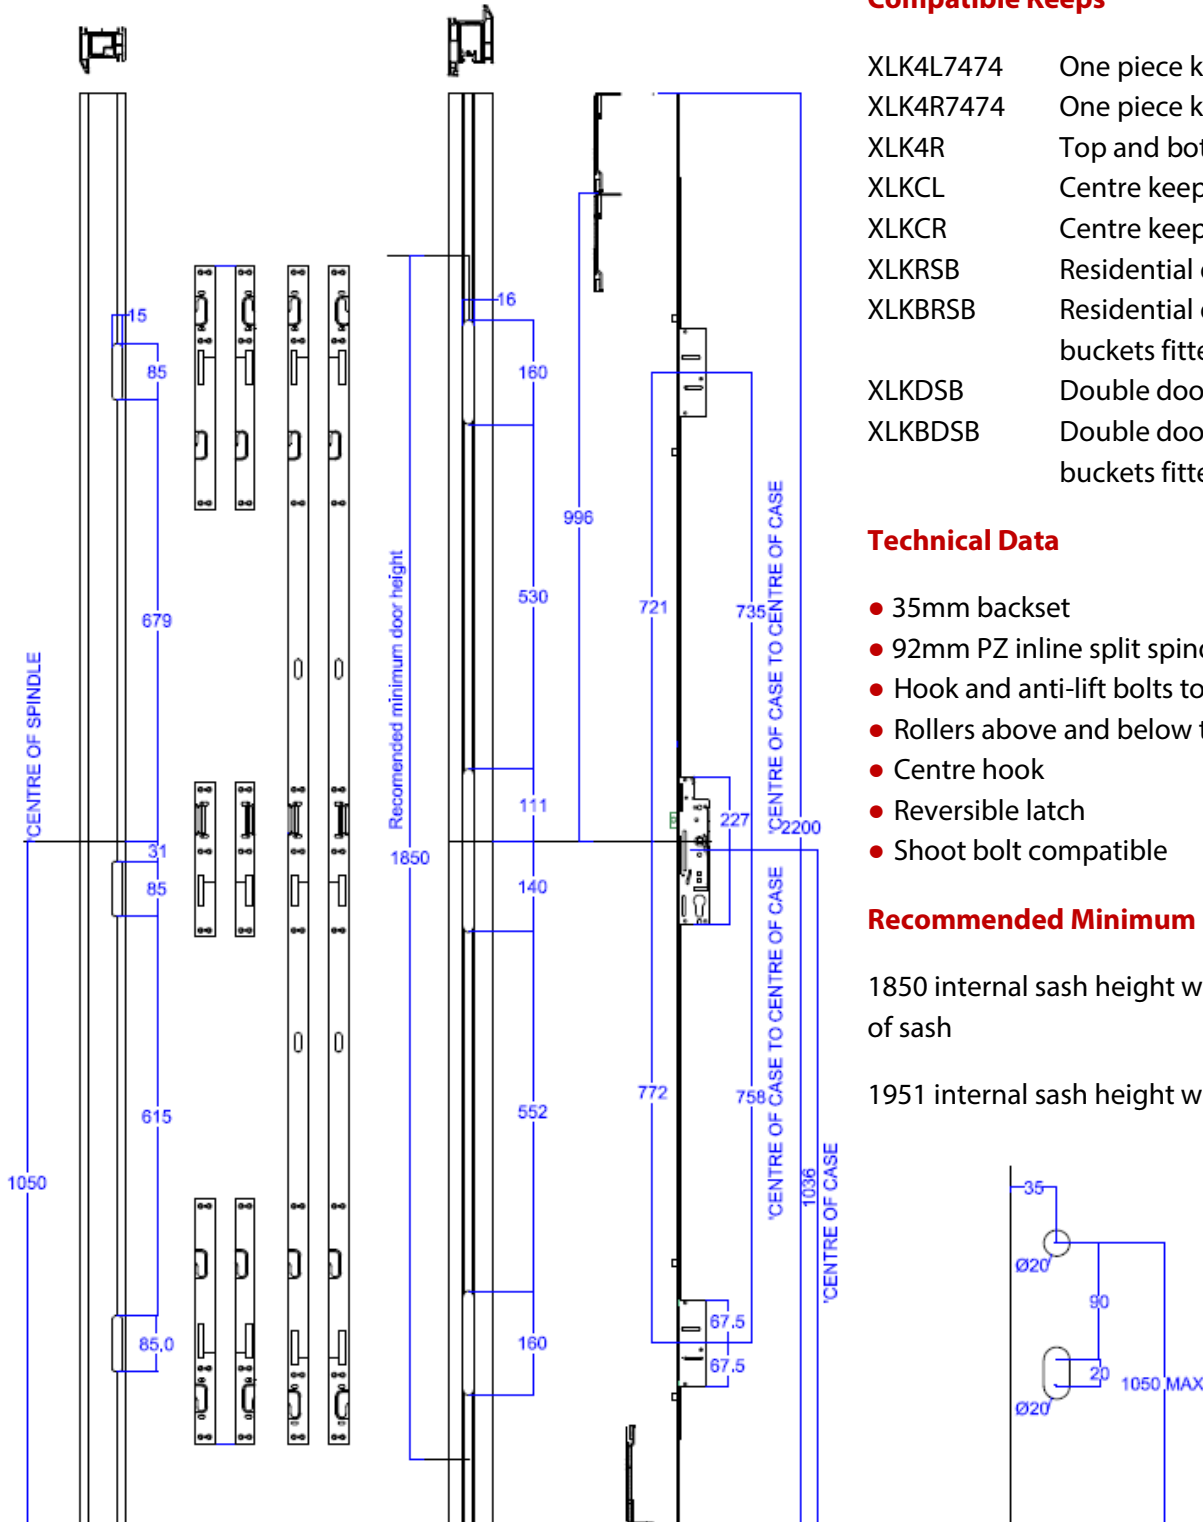 Compatible Keeps
XLK4L7474 One piece k
XLK4R7474 One piece k
XLK4R Top and bot
XLKCL Centre keep
XLKCR Centre keep
XLKRSB Residential
XLKBRSB Residential
buckets fitte
XLKDSB Double doo
XLKBDSB Double doo
buckets fitte
Technical Data
● 35mm backset
● 92mm PZ inline split spind
● Hook and anti-lift bolts to
● Rollers above and below t
● Centre hook
● Reversible latch
● Shoot bolt compatible
Recommended Minimum
1850 internal sash height w
of sash
1951 internal sash height w
15
85
679
'CENTRE OF SPINDLE
31
85
615
1050
85.0
Recomended minimum door height
1850
16
160
530
111
140
552
160
996
721
735
'CENTRE OF CASE TO CENTRE OF CASE
227
2200
772
758
'CENTRE OF CASE TO CENTRE OF CASE
1036
'CENTRE OF CASE
67.5
67.5
35
Ø20
90
20
1050 MAX
Ø20